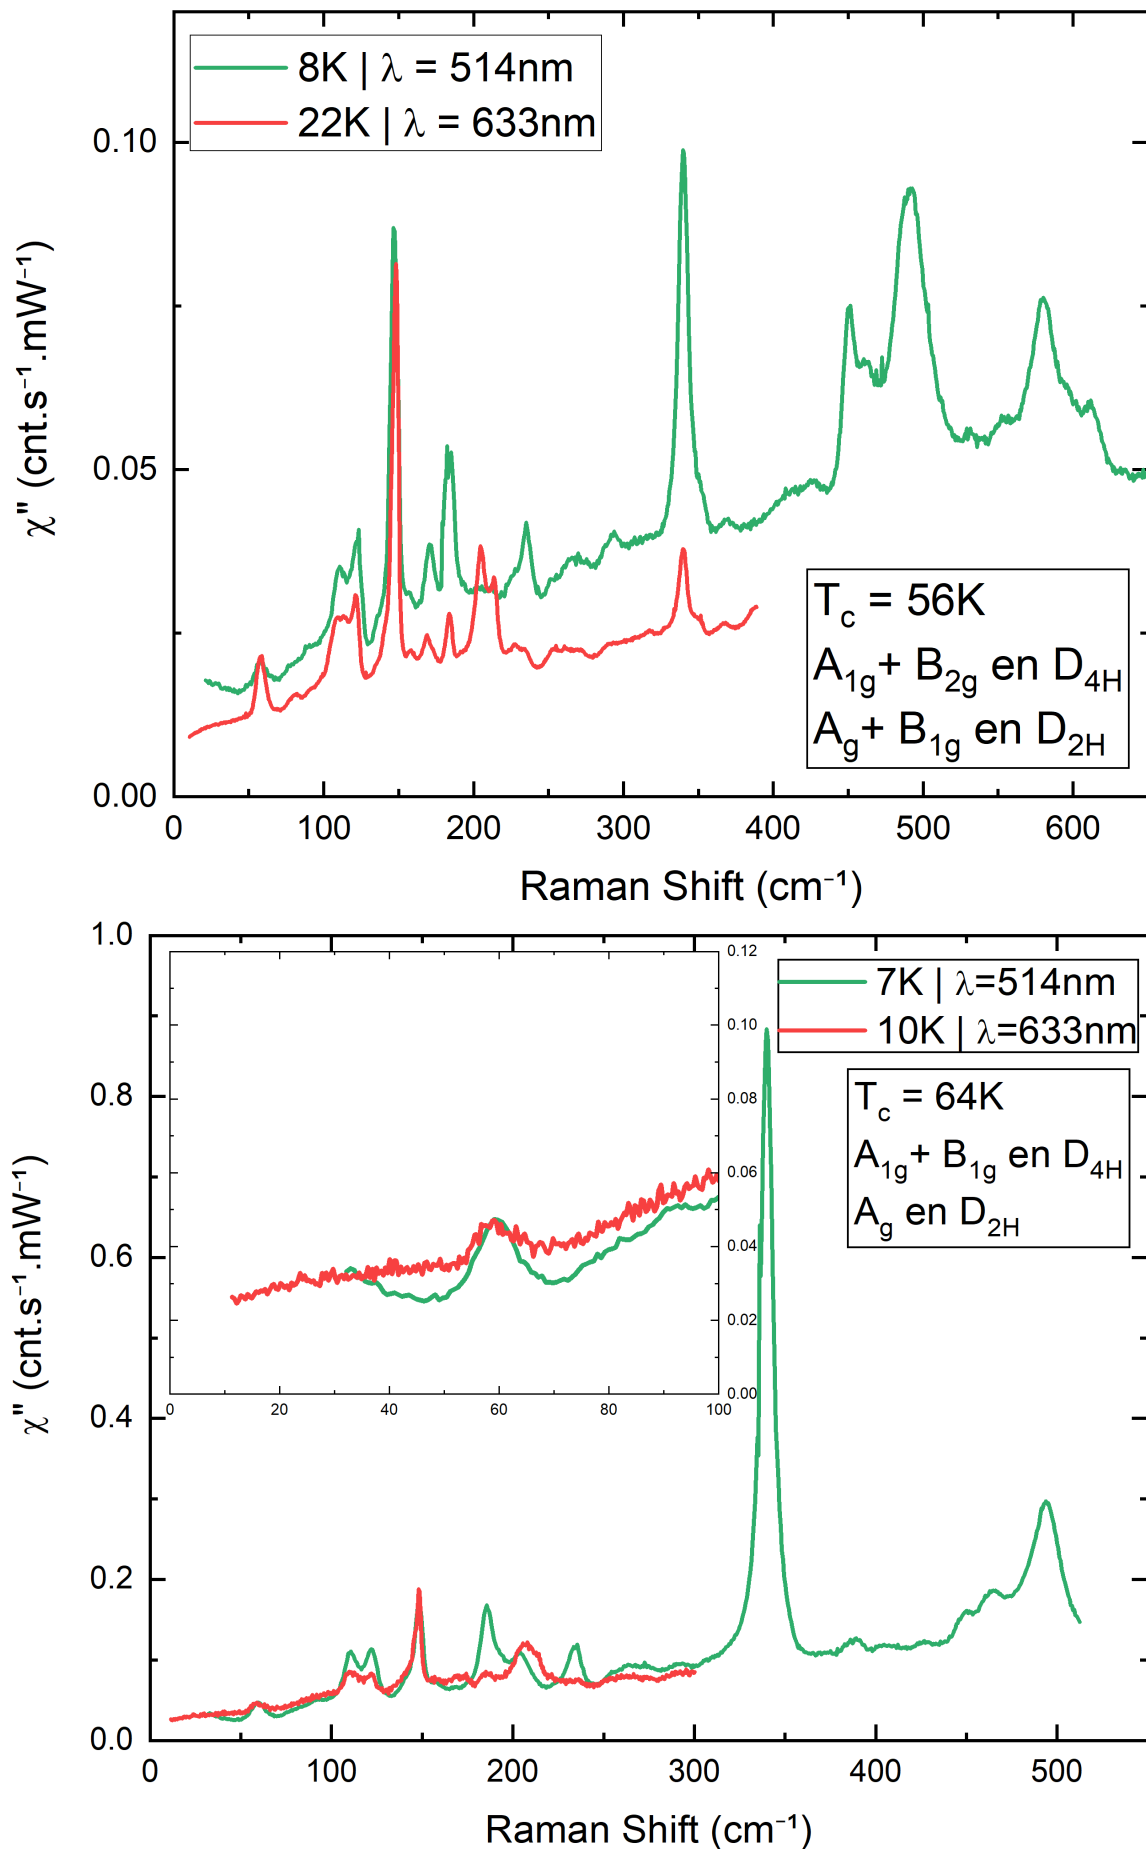 8K | λ = 514nm
22K | λ = 633nm
0.10
0.05
0.00
χ" (cnt.s⁻¹.mW⁻¹)
T_c = 56K
A_1g+ B_2g en D_4H
A_g+ B_1g en D_2H
0 100 200 300 400 500 600
Raman Shift (cm⁻¹)
1.0
0.8
0.6
0.4
0.2
0.0
χ" (cnt.s⁻¹.mW⁻¹)
0.12
0.10
0.08
0.06
0.04
0.02
0.00
0 20 40 60 80 100
7K | λ=514nm
10K | λ=633nm
T_c = 64K
A_1g+ B_1g en D_4H
A_g en D_2H
0 100 200 300 400 500
Raman Shift (cm⁻¹)